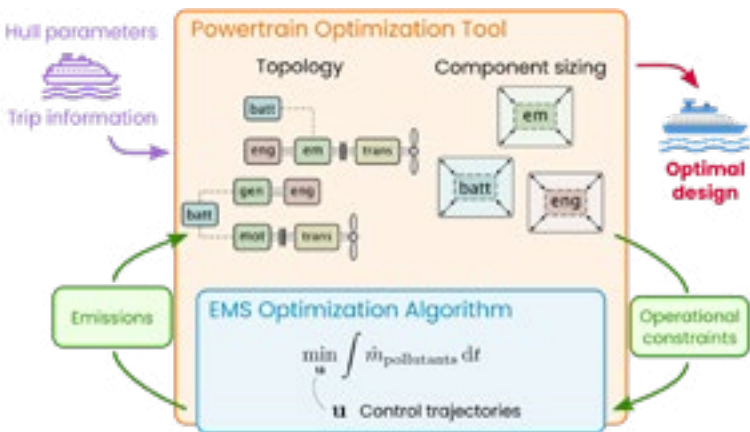 Hull parameters
Trip information
Powertrain Optimization Tool
Topology
Component sizing
batt
eng em trans
gen eng
batt
mot trans
em
batt
eng
Optimal
design
Emissions
Operational
constraints
EMS Optimization Algorithm
min ∫ ṁpollutants dt
u
u Control trajectories